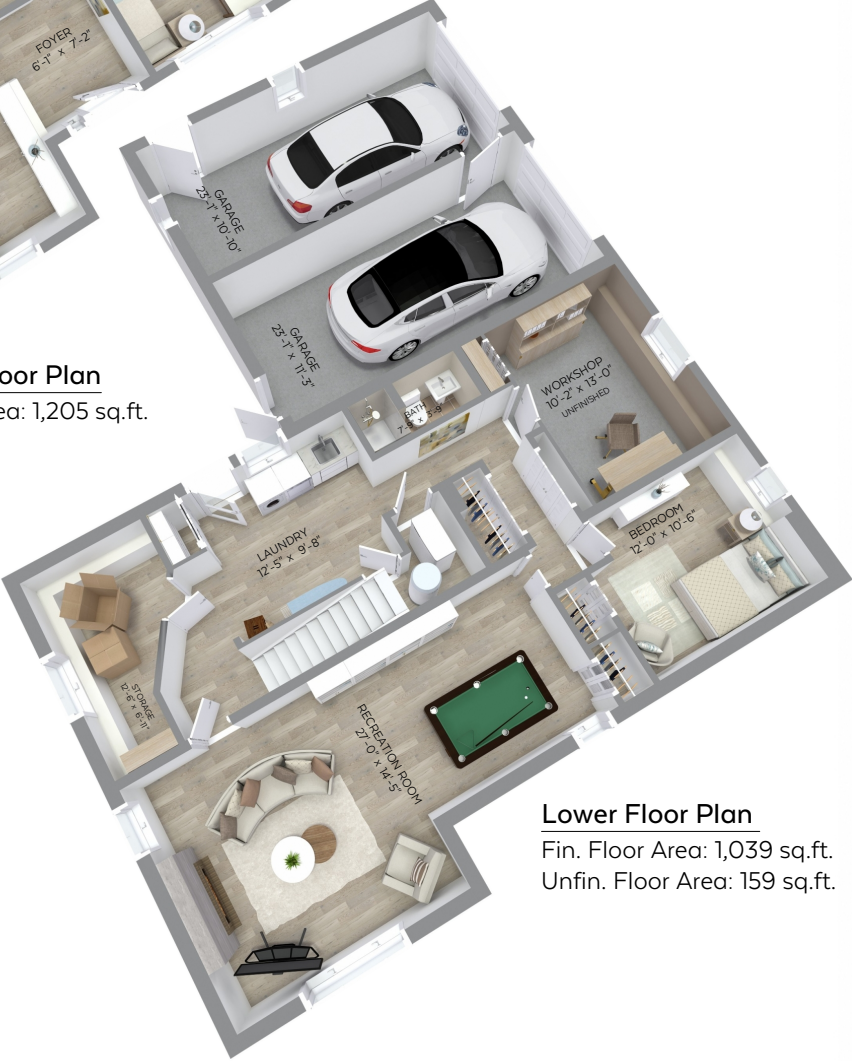 FOYER
6'-1" x 7'-2"
GARAGE
23'-1" x 10'-10"
GARAGE
23'-1" x 11'-3"
oor Plan
ea: 1,205 sq.ft.
WORKSHOP
10'-2" x 13'-0"
UNFINISHED
BATH
BEDROOM
12'-0" x 10'-6"
LAUNDRY
12'-5" x 9'-8"
STORAGE
12'-6" x 6'-11"
RECREATION ROOM
27'-0" x 14'-5"
Lower Floor Plan
Fin. Floor Area: 1,039 sq.ft.
Unfin. Floor Area: 159 sq.ft.